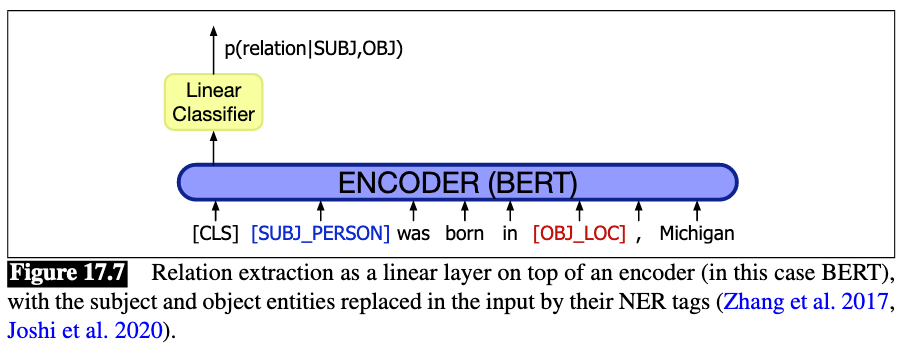 p(relation|SUBJ,OBJ)
Linear
Classifier
ENCODER (BERT)
[CLS] [SUBJ_PERSON] was born in [OBJ_LOC] , Michigan
Figure 17.7 Relation extraction as a linear layer on top of an encoder (in this case BERT),
with the subject and object entities replaced in the input by their NER tags (Zhang et al. 2017,
Joshi et al. 2020).